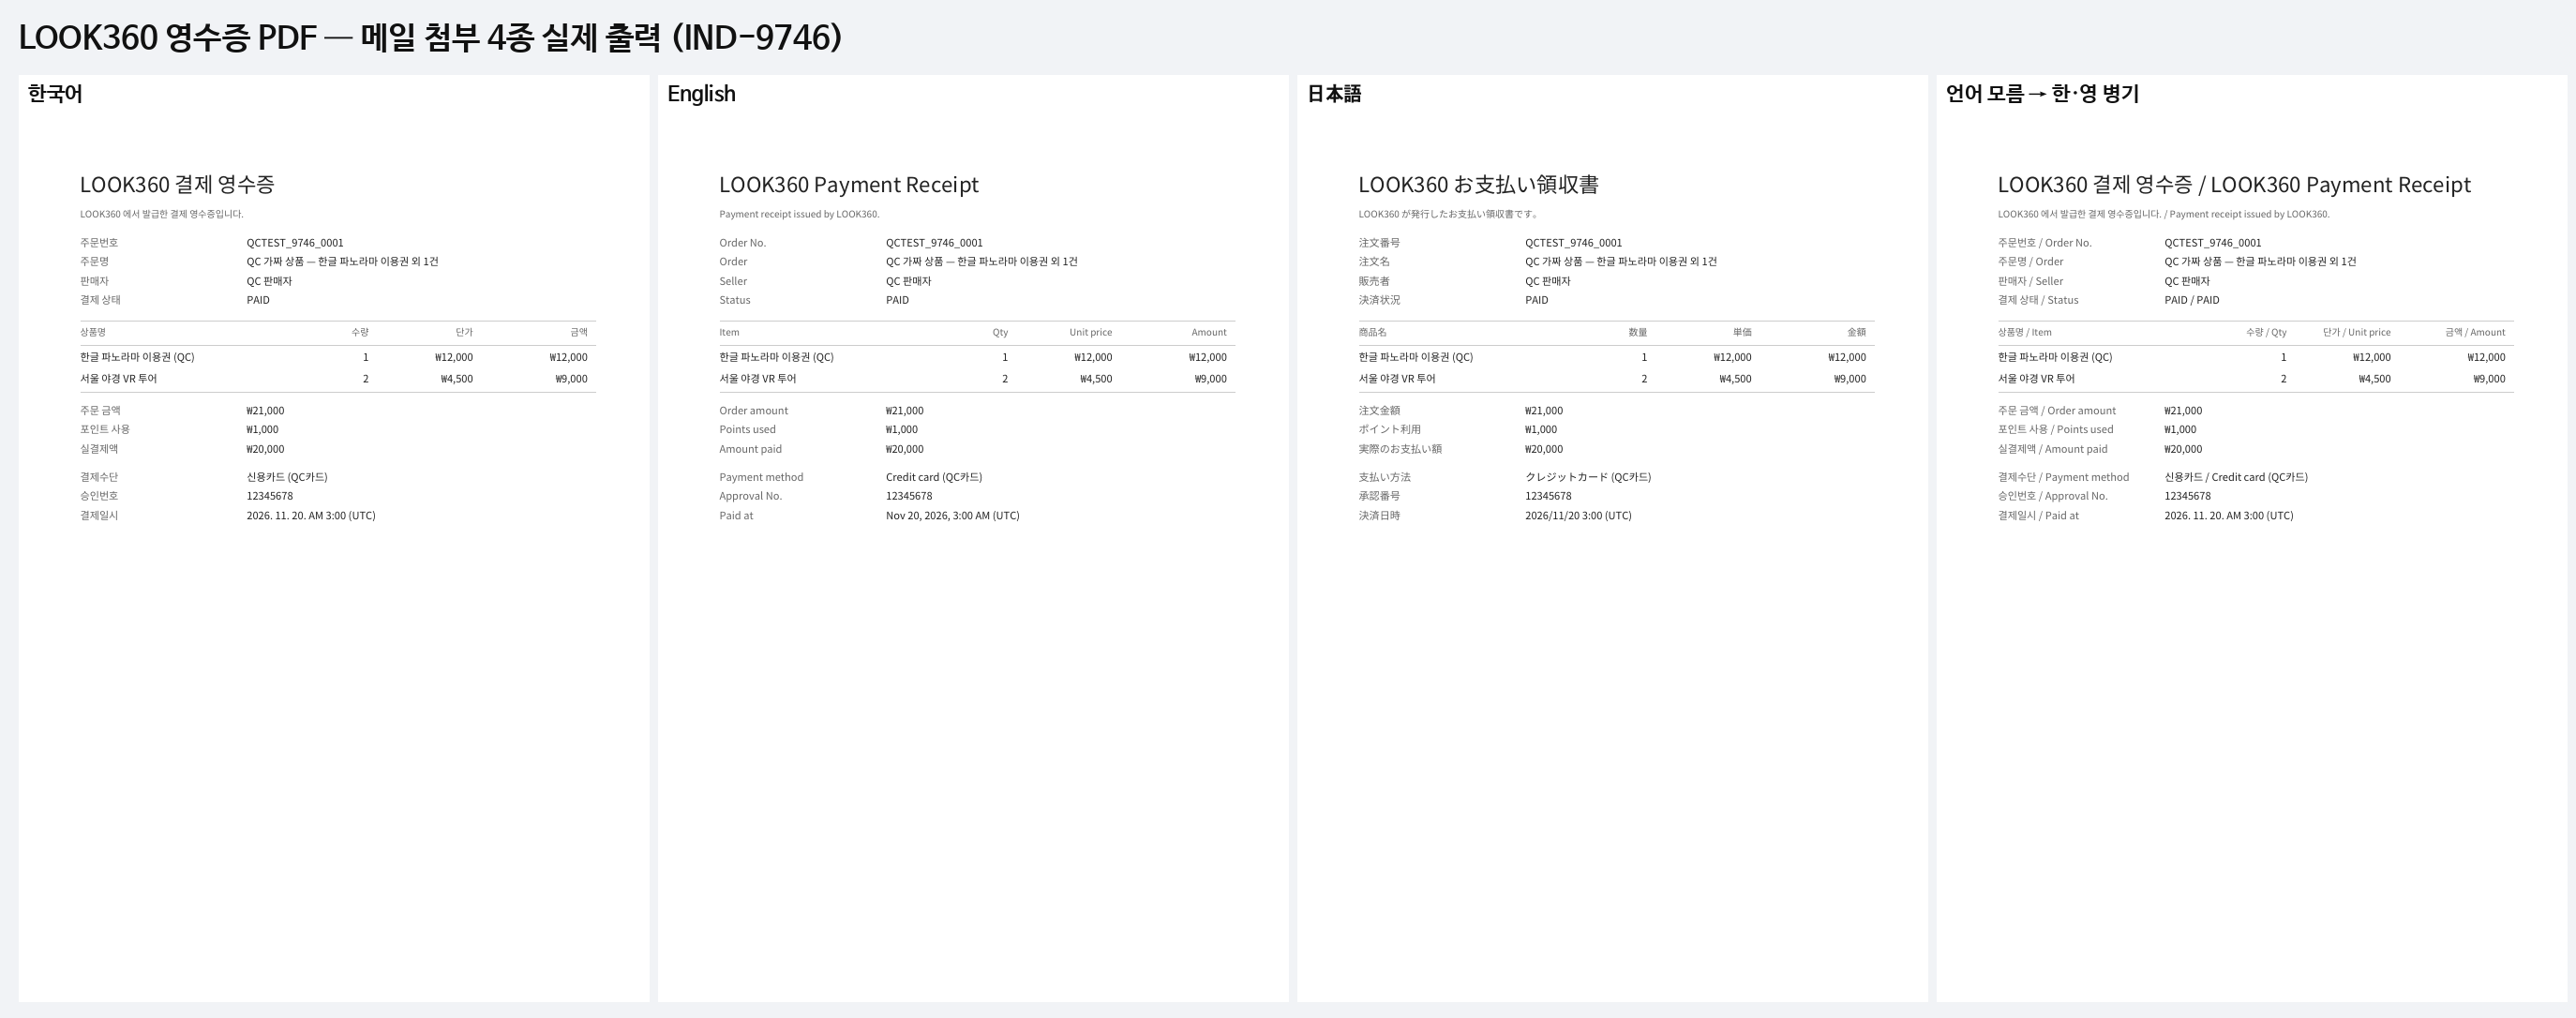 LOOK360 영수증 PDF — 메일 첨부 4종 실제 출력 (IND-9746)
한국어
LOOK360 결제 영수증
LOOK360 에서 발급한 결제 영수증입니다.
주문번호 QCTEST_9746_0001
주문명 QC 가짜 상품 — 한글 파노라마 이용권 외 1건
판매자 QC 판매자
결제 상태 PAID
상품명 수량 단가 금액
한글 파노라마 이용권 (QC) 1 ₩12,000 ₩12,000
서울 야경 VR 투어 2 ₩4,500 ₩9,000
주문 금액 ₩21,000
포인트 사용 ₩1,000
실결제액 ₩20,000
결제수단 신용카드 (QC카드)
승인번호 12345678
결제일시 2026. 11. 20. AM 3:00 (UTC)
English
LOOK360 Payment Receipt
Payment receipt issued by LOOK360.
Order No. QCTEST_9746_0001
Order QC 가짜 상품 — 한글 파노라마 이용권 외 1건
Seller QC 판매자
Status PAID
Item Qty Unit price Amount
한글 파노라마 이용권 (QC) 1 ₩12,000 ₩12,000
서울 야경 VR 투어 2 ₩4,500 ₩9,000
Order amount ₩21,000
Points used ₩1,000
Amount paid ₩20,000
Payment method Credit card (QC카드)
Approval No. 12345678
Paid at Nov 20, 2026, 3:00 AM (UTC)
日本語
LOOK360 お支払い領収書
LOOK360 が発行したお支払い領収書です。
注文番号 QCTEST_9746_0001
注文名 QC 가짜 상품 — 한글 파노라마 이용권 외 1건
販売者 QC 판매자
決済状況 PAID
商品名 数量 単価 金額
한글 파노라마 이용권 (QC) 1 ₩12,000 ₩12,000
서울 야경 VR 투어 2 ₩4,500 ₩9,000
注文金額 ₩21,000
ポイント利用 ₩1,000
実際のお支払い額 ₩20,000
支払い方法 クレジットカード (QC카드)
承認番号 12345678
決済日時 2026/11/20 3:00 (UTC)
언어 모름 → 한·영 병기
LOOK360 결제 영수증 / LOOK360 Payment Receipt
LOOK360 에서 발급한 결제 영수증입니다. / Payment receipt issued by LOOK360.
주문번호 / Order No. QCTEST_9746_0001
주문명 / Order QC 가짜 상품 — 한글 파노라마 이용권 외 1건
판매자 / Seller QC 판매자
결제 상태 / Status PAID / PAID
상품명 / Item 수량 / Qty 단가 / Unit price 금액 / Amount
한글 파노라마 이용권 (QC) 1 ₩12,000 ₩12,000
서울 야경 VR 투어 2 ₩4,500 ₩9,000
주문 금액 / Order amount ₩21,000
포인트 사용 / Points used ₩1,000
실결제액 / Amount paid ₩20,000
결제수단 / Payment method 신용카드 / Credit card (QC카드)
승인번호 / Approval No. 12345678
결제일시 / Paid at 2026. 11. 20. AM 3:00 (UTC)